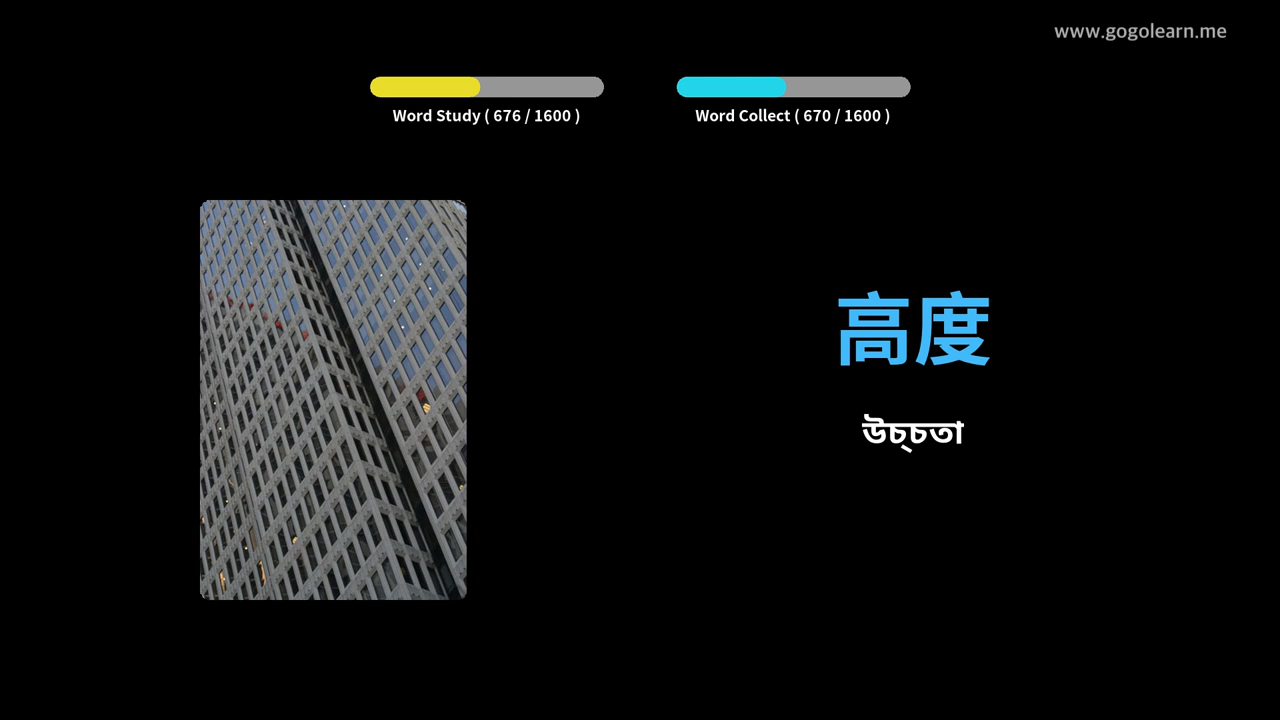 www.gogolearn.me
Word Study ( 676 / 1600 )
Word Collect ( 670 / 1600 )
高度
উচ্চতা